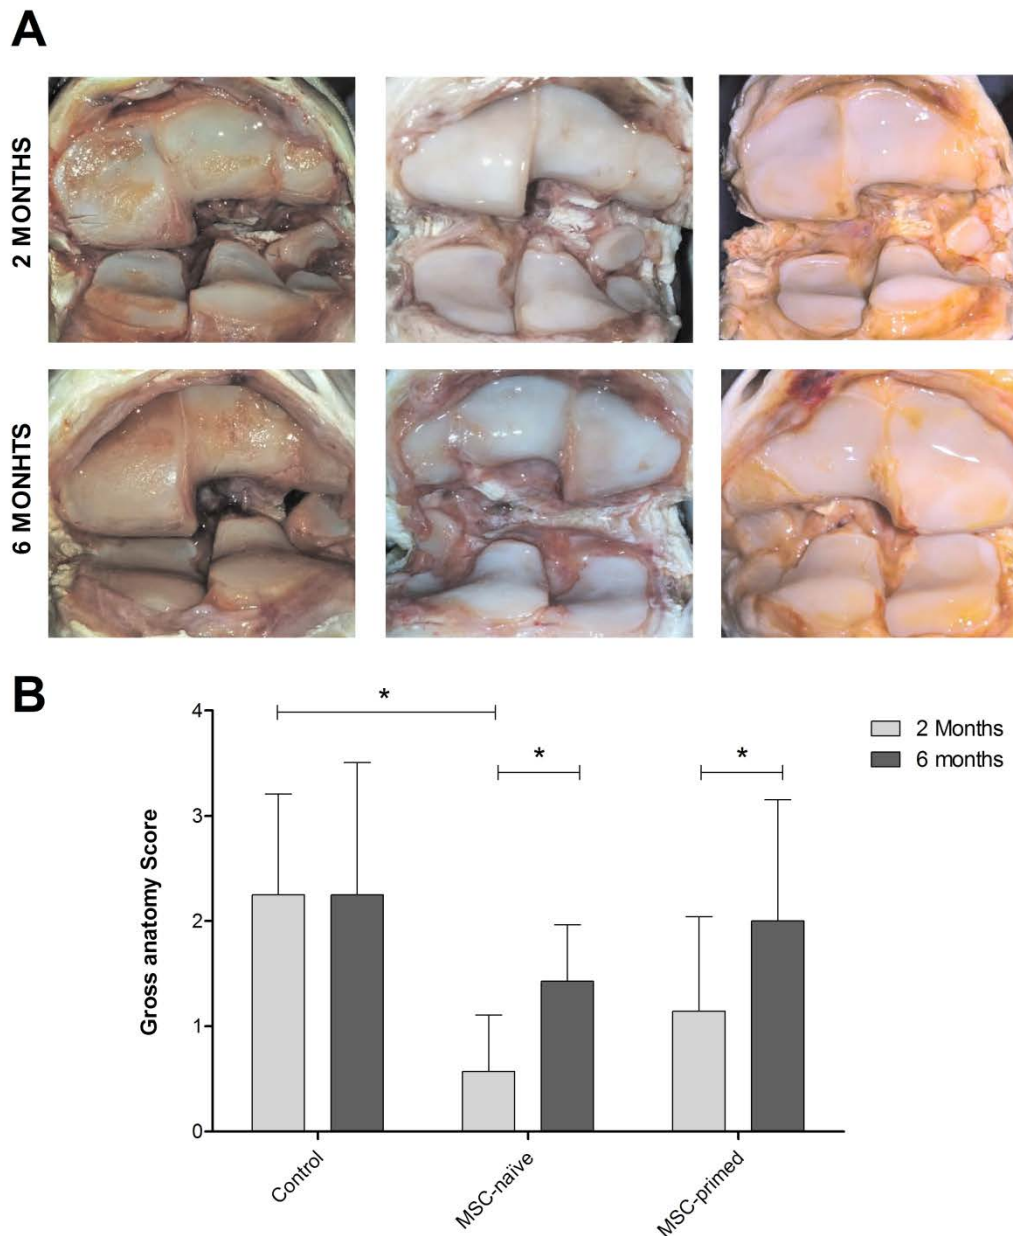 A
2 MONTHS
6 MONHTS
B
*
*
*
2 Months
6 months
Gross anatomy Score
4
3
2
1
0
Control
MSC-naïve
MSC-primed